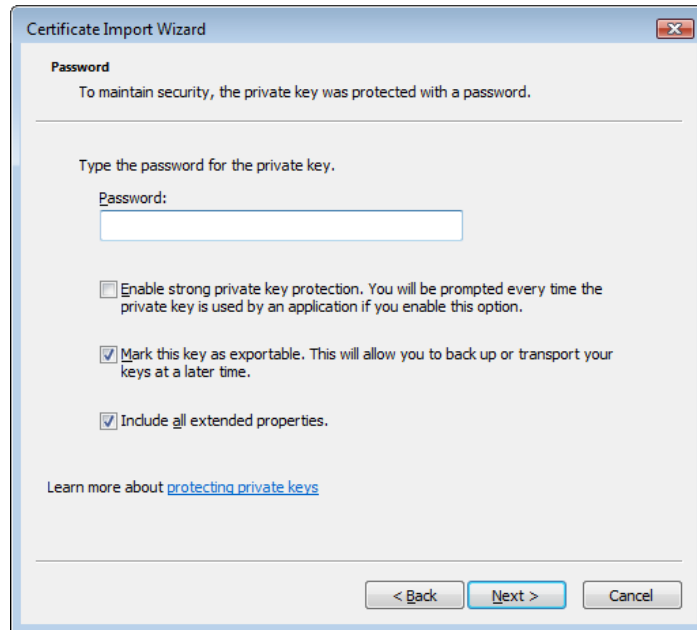 Certificate Import Wizard
Password
To maintain security, the private key was protected with a password.
Type the password for the private key.
Password:
Enable strong private key protection. You will be prompted every time the
private key is used by an application if you enable this option.
Mark this key as exportable. This will allow you to back up or transport your
keys at a later time.
Include all extended properties.
Learn more about protecting private keys
< Back Next > Cancel